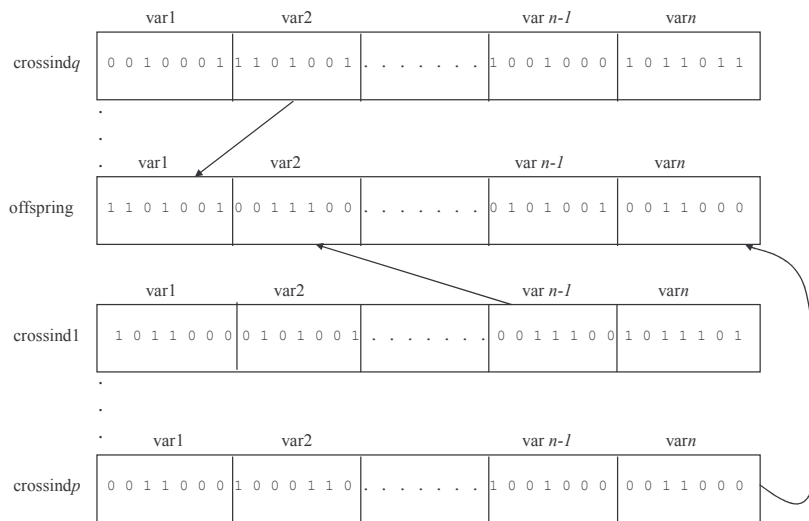 var1 var2 var n-1 varn
crossindq 0 0 1 0 0 0 1 1 1 0 1 0 0 1 . . . . . . . 1 0 0 1 0 0 0 1 0 1 1 0 1 1
.
.
.
var1 var2 var n-1 varn
offspring 1 1 0 1 0 0 1 0 0 1 1 1 0 0 . . . . . . . 0 1 0 1 0 0 1 0 0 1 1 0 0 0
var1 var2 var n-1 varn
crossind1 1 0 1 1 0 0 0 0 1 0 1 0 0 1 . . . . . . . 0 0 1 1 1 0 0 1 0 1 1 1 0 1
.
.
.
var1 var2 var n-1 varn
crossindp 0 0 1 1 0 0 0 1 0 0 0 1 1 0 . . . . . . . 1 0 0 1 0 0 0 0 0 1 1 0 0 0